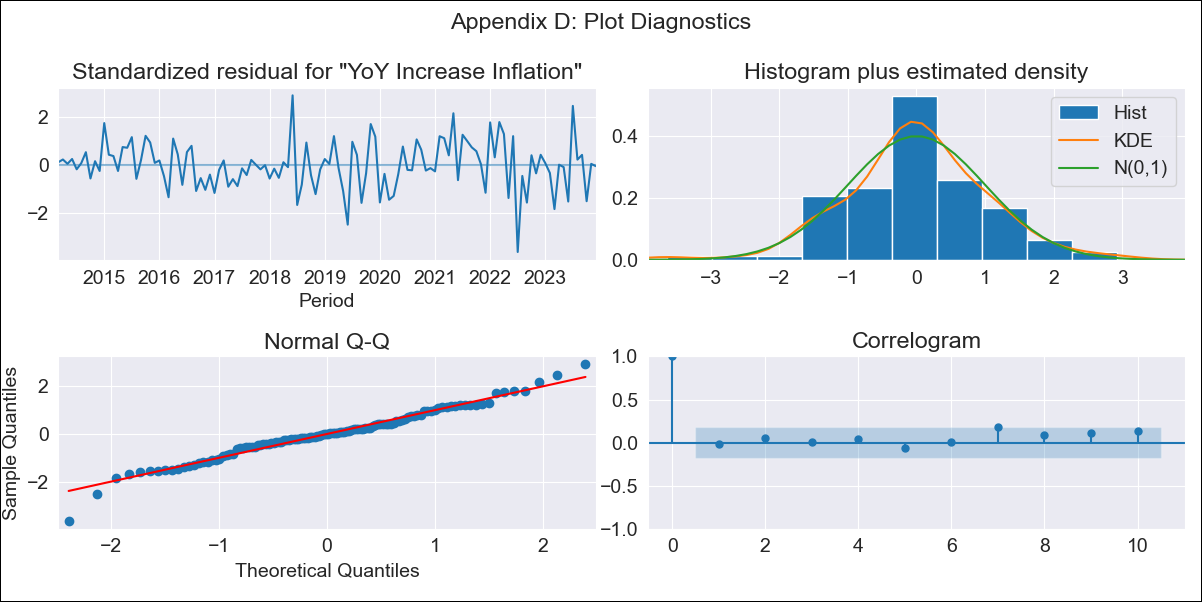 Appendix D: Plot Diagnostics
Standardized residual for "YoY Increase Inflation"
2
0
−2
2015 2016 2017 2018 2019 2020 2021 2022 2023
Period
Histogram plus estimated density
0.4
0.2
0.0
−3 −2 −1 0 1 2 3
Hist
KDE
N(0,1)
Normal Q-Q
Sample Quantiles
2
0
−2
−2 −1 0 1 2
Theoretical Quantiles
Correlogram
1.0
0.5
0.0
−0.5
−1.0
0 2 4 6 8 10